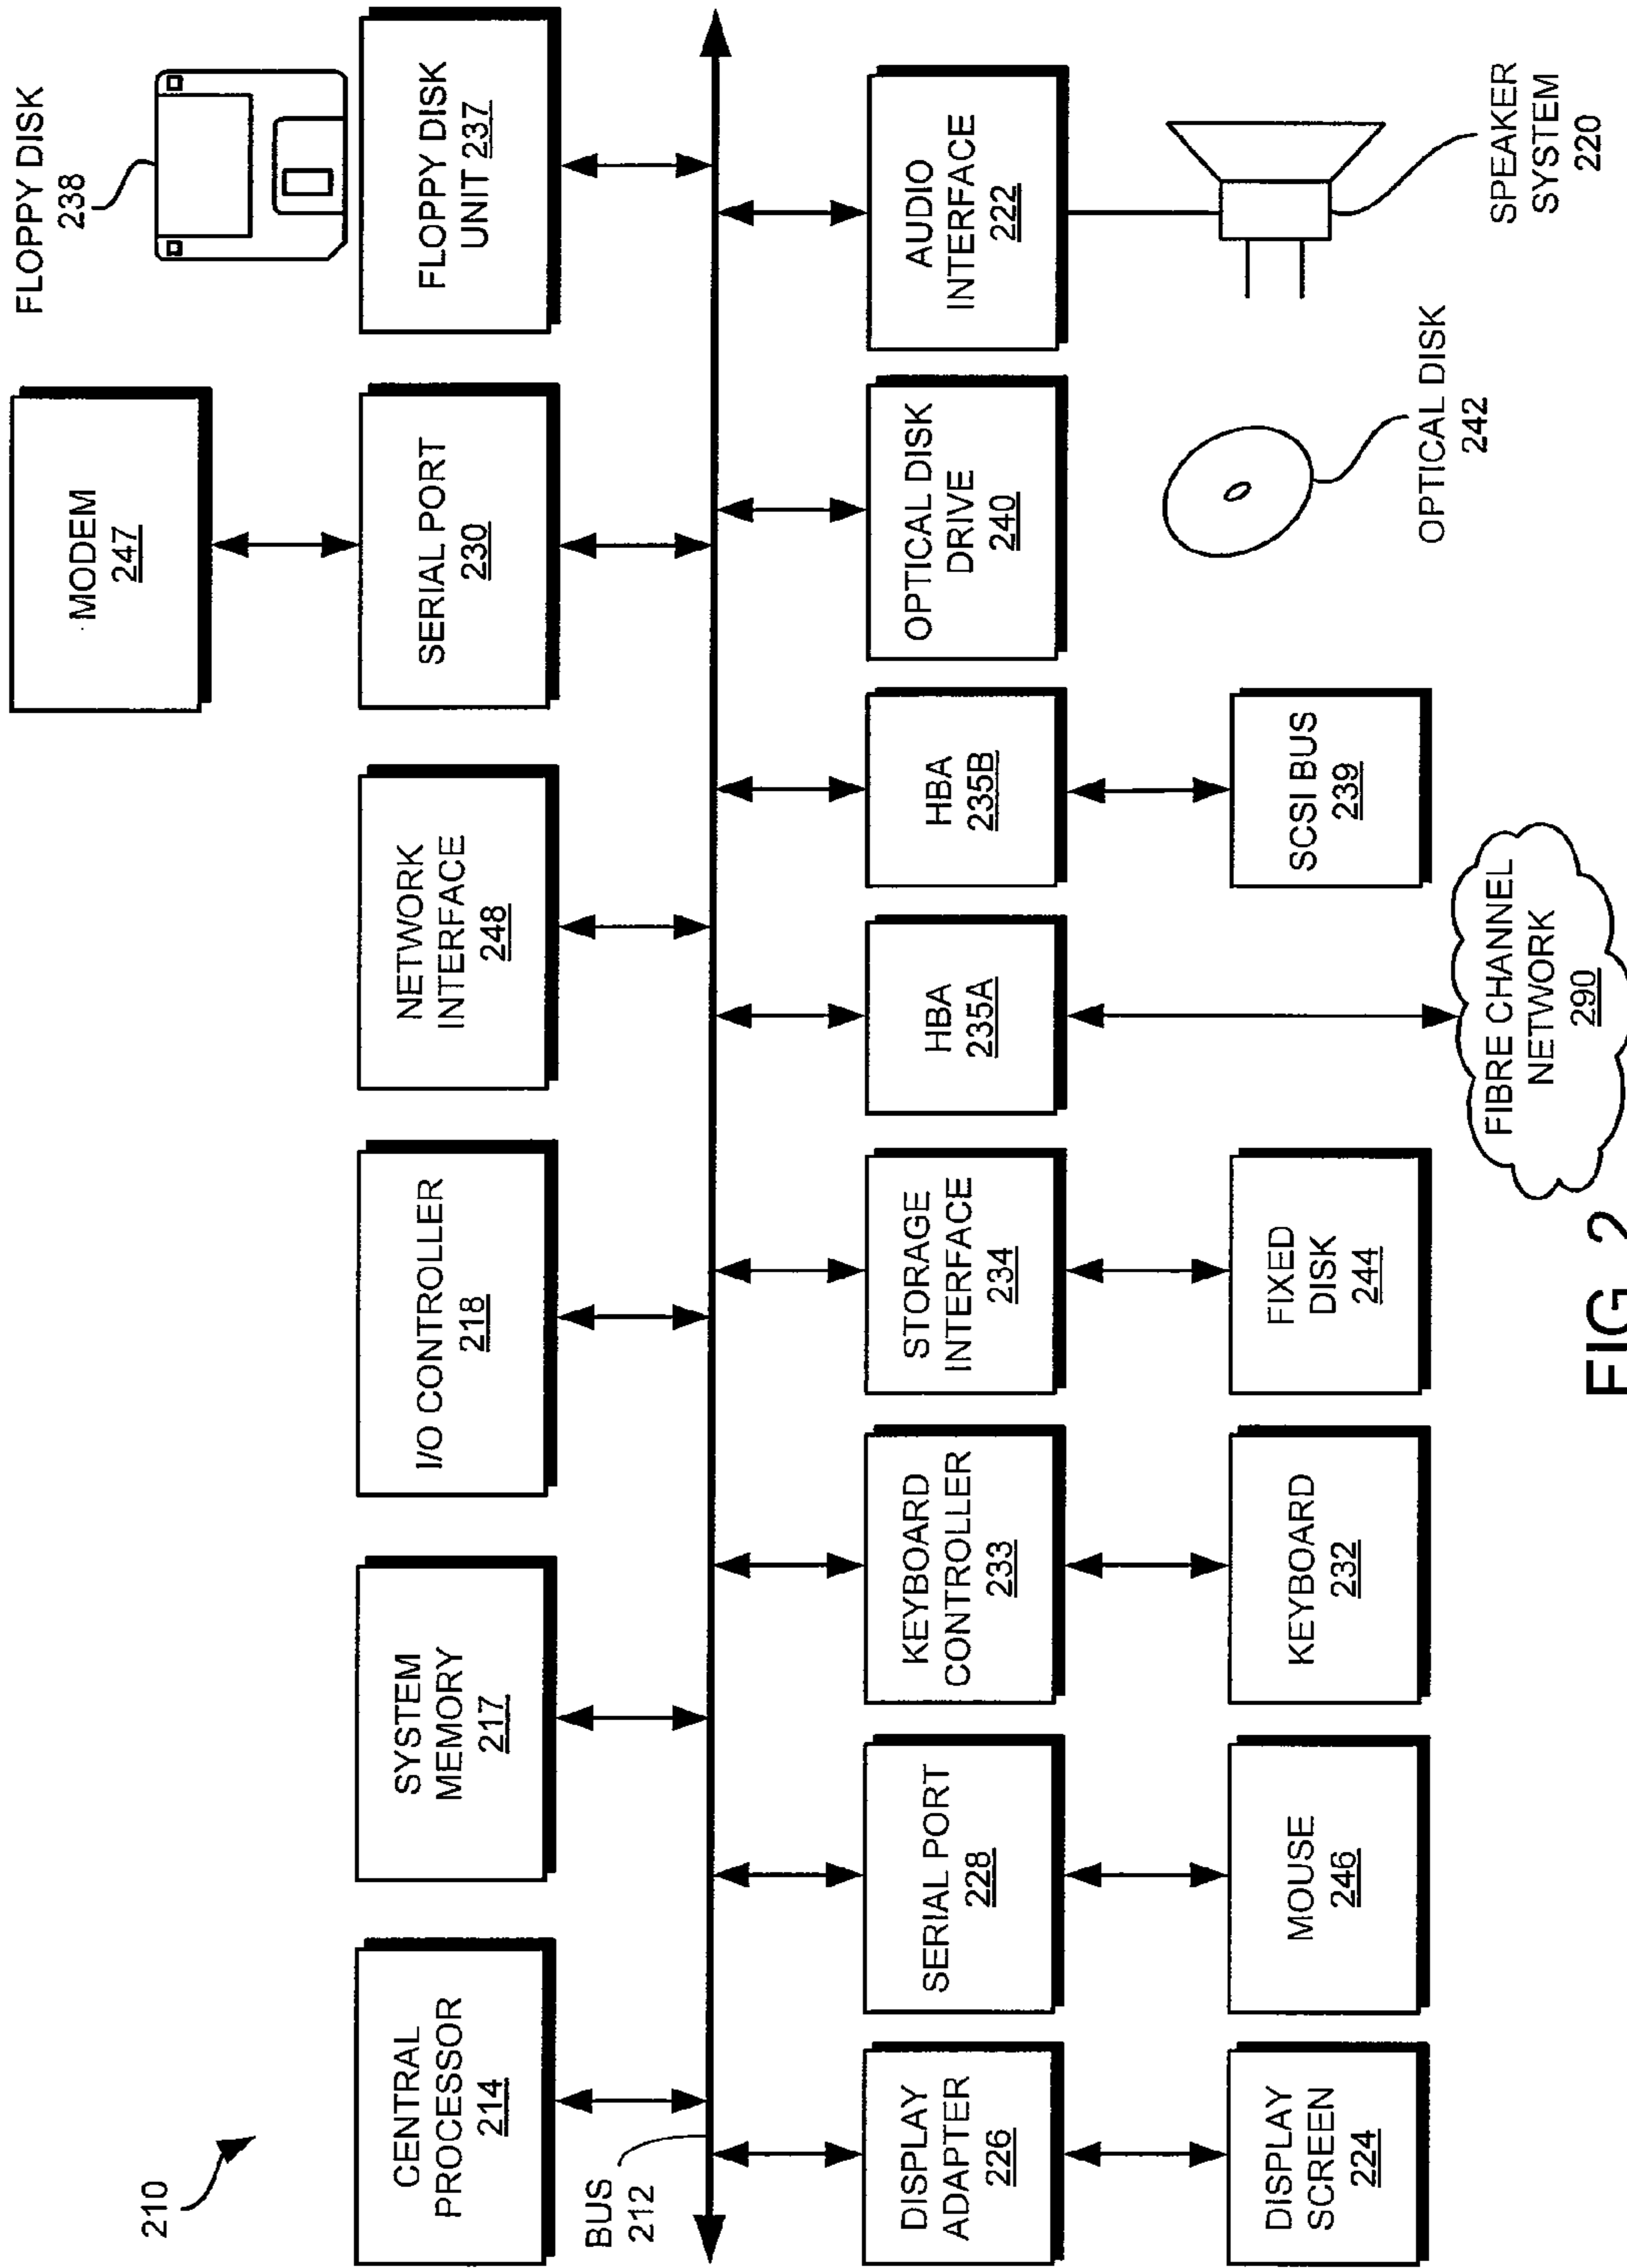 210
FLOPPY DISK
238
MODEM
247
CENTRAL
PROCESSOR
214
SYSTEM
MEMORY
217
I/O CONTROLLER
218
NETWORK
INTERFACE
248
SERIAL PORT
230
FLOPPY DISK
UNIT 237
BUS
212
DISPLAY
ADAPTER
226
SERIAL PORT
228
KEYBOARD
CONTROLLER
233
STORAGE
INTERFACE
234
HBA
235A
HBA
235B
OPTICAL DISK
DRIVE
240
AUDIO
INTERFACE
222
DISPLAY
SCREEN
224
MOUSE
246
KEYBOARD
232
FIXED
DISK
244
SCSI BUS
239
OPTICAL DISK
242
SPEAKER
SYSTEM
220
FIBRE CHANNEL
NETWORK
290
FIG. 2